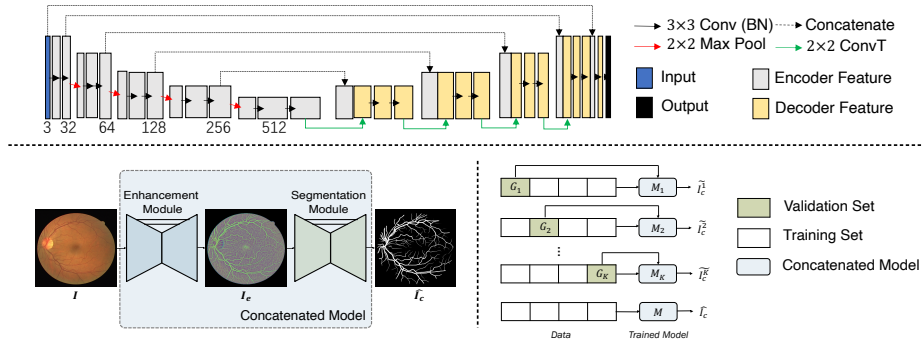 3×3 Conv (BN)
Concatenate
2×2 Max Pool
2×2 ConvT
Input
Encoder Feature
Output
Decoder Feature
3 32 64 128 256 512
Enhancement Module
Segmentation Module
I
I_e
Î_c
Concatenated Model
G_1 M_1 Ĩ_c^1
G_2 M_2 Ĩ_c^2
⋮
G_K M_K Ĩ_c^K
M Î_c
Data
Trained Model
Validation Set
Training Set
Concatenated Model